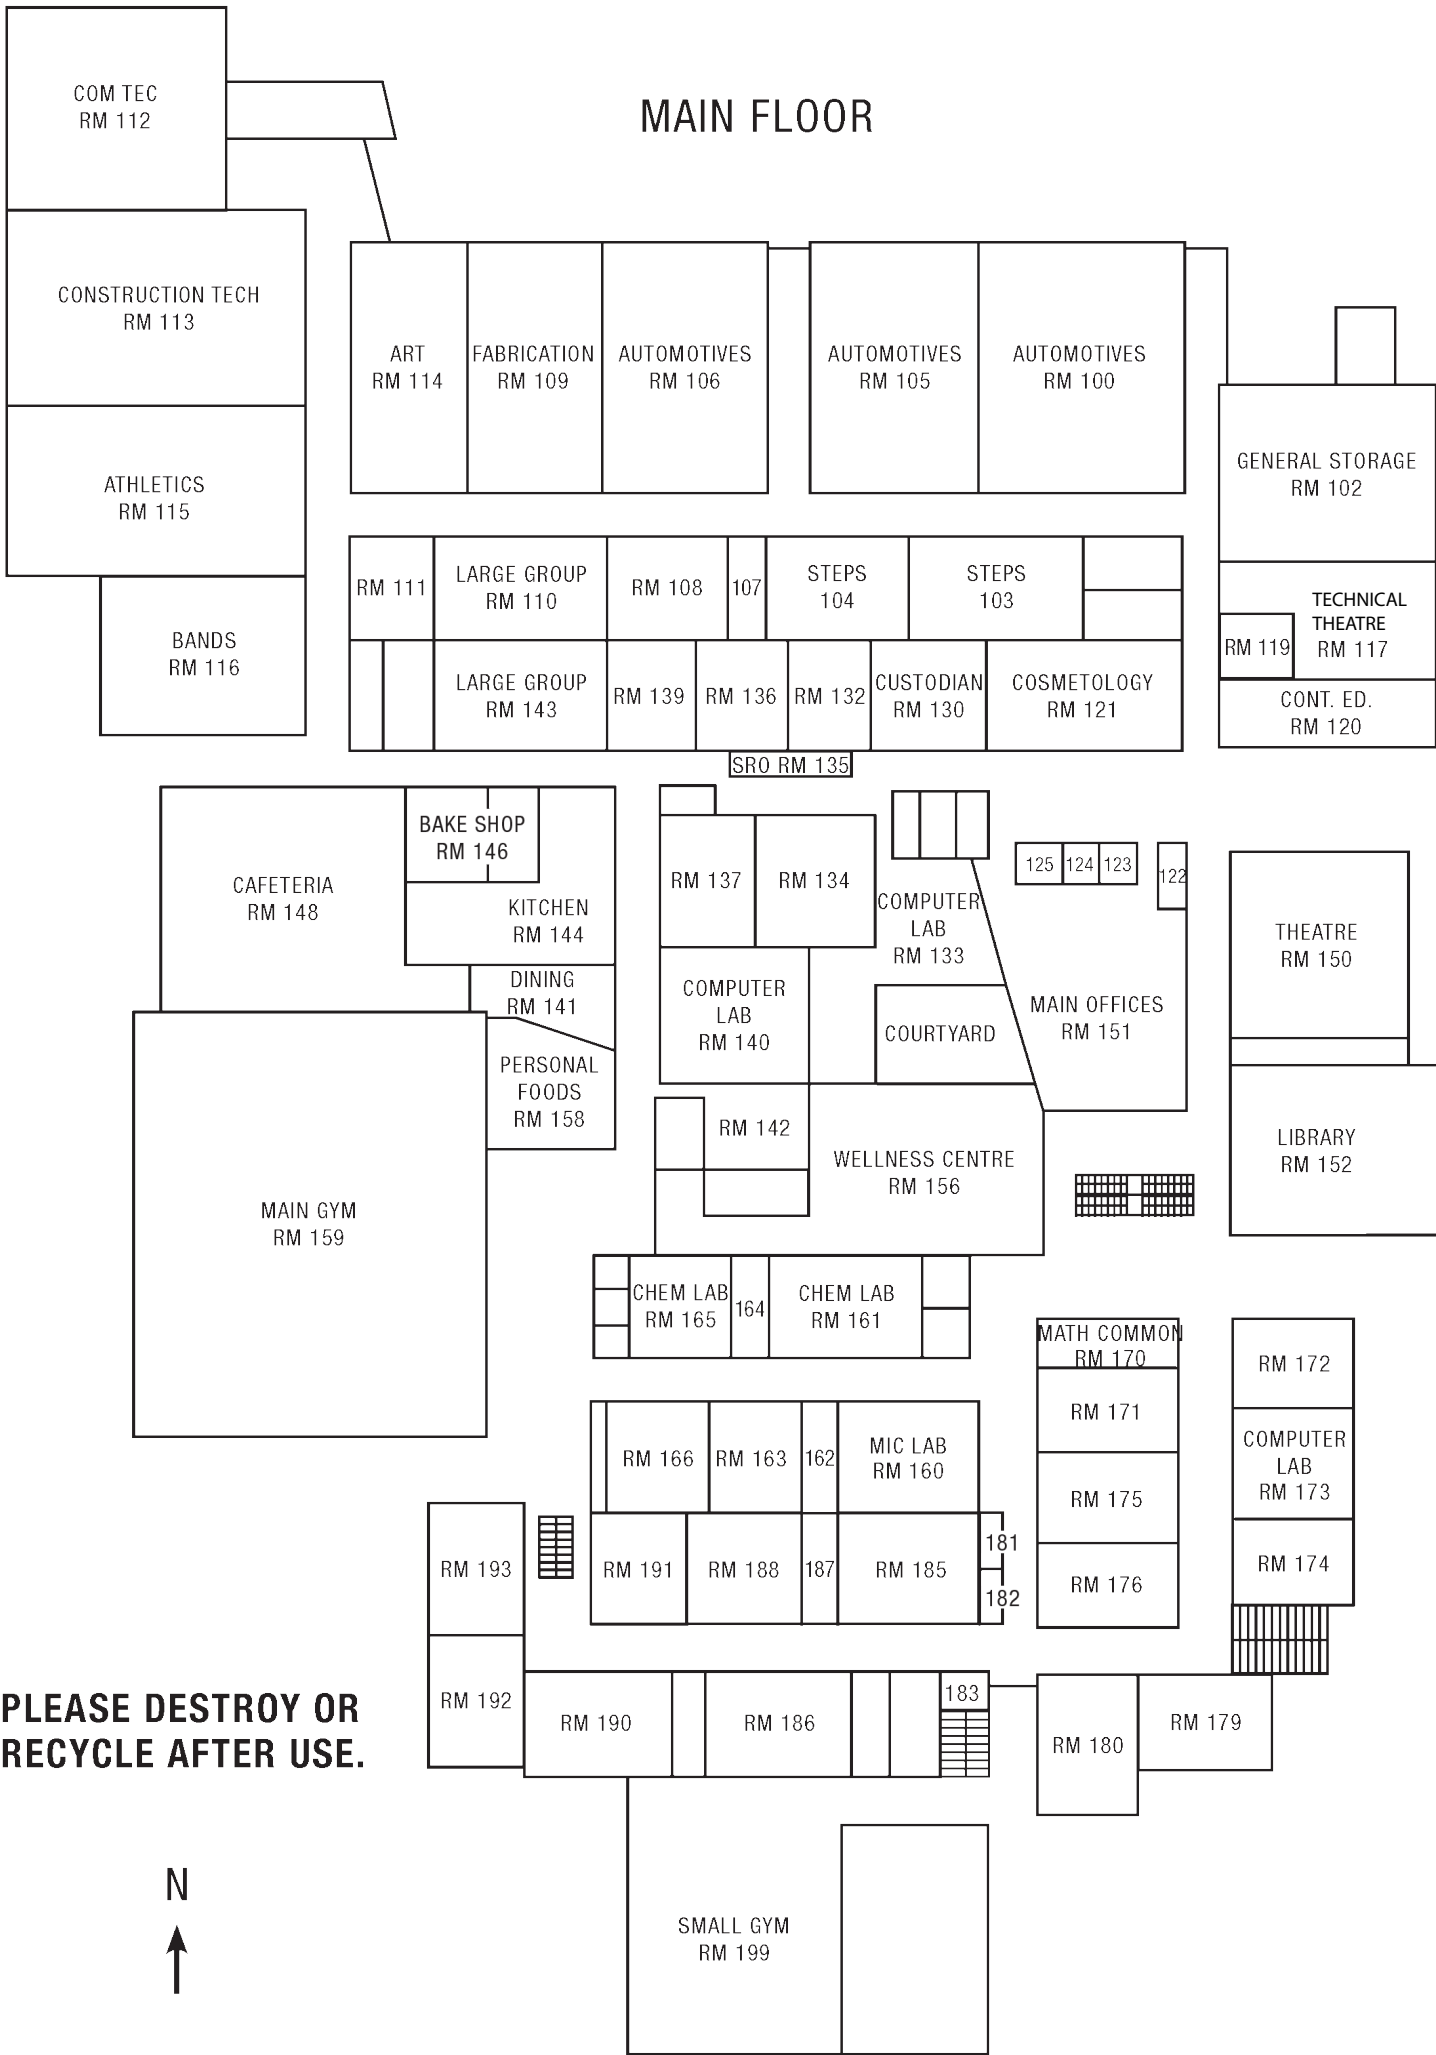 COM TEC
RM 112
MAIN FLOOR
CONSTRUCTION TECH
RM 113
ART
RM 114
FABRICATION
RM 109
AUTOMOTIVES
RM 106
AUTOMOTIVES
RM 105
AUTOMOTIVES
RM 100
GENERAL STORAGE
RM 102
ATHLETICS
RM 115
RM 111
LARGE GROUP
RM 110
RM 108
107
STEPS
104
STEPS
103
TECHNICAL
THEATRE
RM 117
RM 119
BANDS
RM 116
LARGE GROUP
RM 143
RM 139
RM 136
RM 132
CUSTODIAN
RM 130
COSMETOLOGY
RM 121
CONT. ED.
RM 120
SRO RM 135
BAKE SHOP
RM 146
CAFETERIA
RM 148
KITCHEN
RM 144
DINING
RM 141
RM 137
RM 134
COMPUTER
LAB
RM 133
125
124
123
122
THEATRE
RM 150
COMPUTER
LAB
RM 140
COURTYARD
MAIN OFFICES
RM 151
PERSONAL
FOODS
RM 158
RM 142
WELLNESS CENTRE
RM 156
LIBRARY
RM 152
MAIN GYM
RM 159
CHEM LAB
RM 165
164
CHEM LAB
RM 161
MATH COMMON
RM 170
RM 172
RM 171
COMPUTER
LAB
RM 173
RM 166
RM 163
162
MIC LAB
RM 160
RM 175
RM 193
RM 191
RM 188
187
RM 185
181
182
RM 176
RM 174
RM 192
RM 190
RM 186
183
RM 180
RM 179
PLEASE DESTROY OR
RECYCLE AFTER USE.
N
SMALL GYM
RM 199